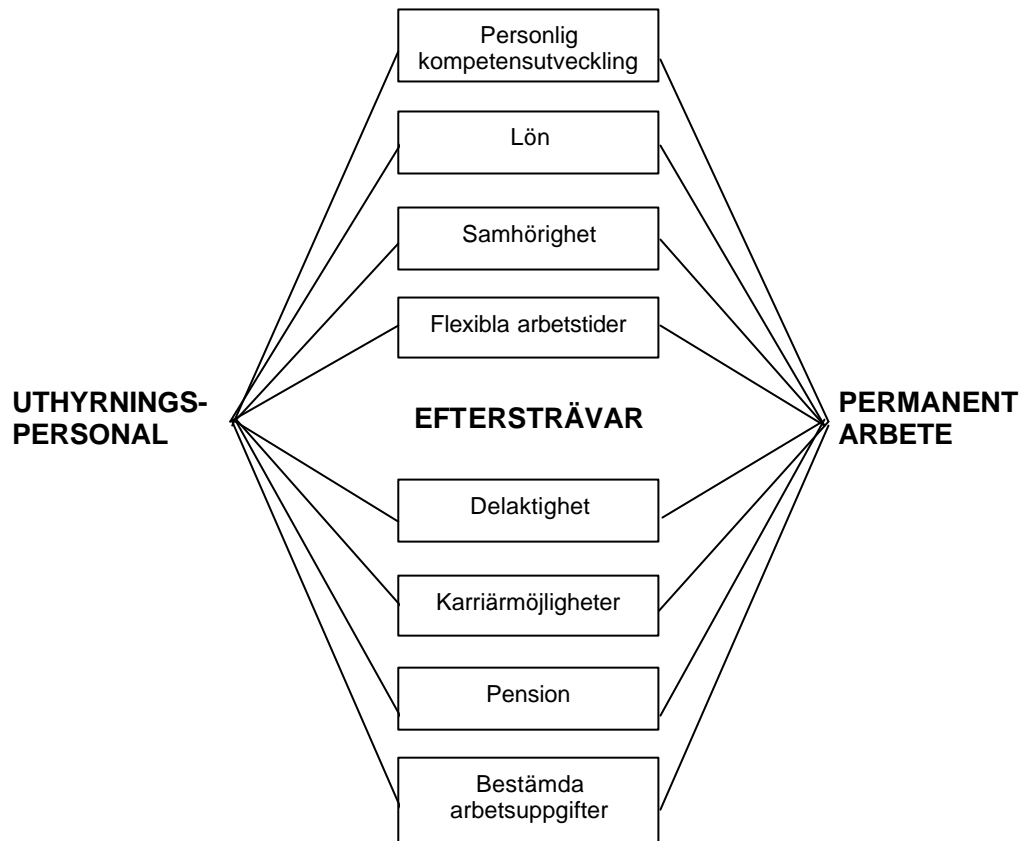 Personlig
kompetensutveckling
Lön
Samhörighet
Flexibla arbetstider
UTHYRNINGS-
PERSONAL
EFTERSTRÄVAR
PERMANENT
ARBETE
Delaktighet
Karriärmöjligheter
Pension
Bestämda
arbetsuppgifter